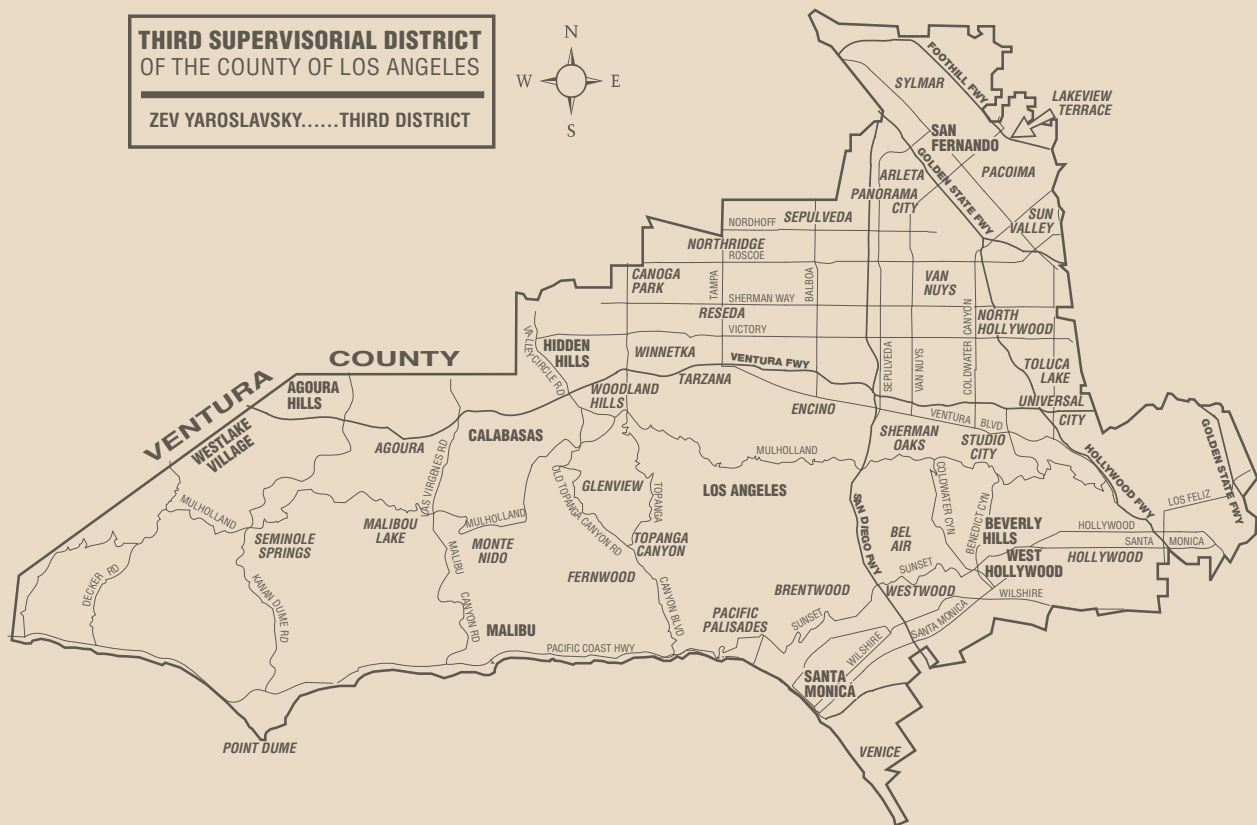 THIRD SUPERVISORIAL DISTRICT
OF THE COUNTY OF LOS ANGELES
ZEV YAROSLAVSKY......THIRD DISTRICT
N
W
E
S
FOOTHILL FWY
SYLMAR
LAKEVIEW
TERRACE
SAN
FERNANDO
GOLDEN STATE FWY
PACOIMA
ARLETA
PANORAMA
CITY
SUN
VALLEY
SEPULVEDA
NORDHOFF
NORTHRIDGE
ROSCOE
CANOGA
PARK
TAMPA
BALBOA
VAN
NUYS
SHERMAN WAY
RESEDA
COLDWATER CANYON
NORTH
HOLLYWOOD
VICTORY
VALLEY CIRCLE RD
HIDDEN
HILLS
WINNETKA
VENTURA FWY
SEPULVEDA
VAN NUYS
TOLUCA
LAKE
VENTURA
COUNTY
AGOURA
HILLS
WESTLAKE
VILLAGE
WOODLAND
HILLS
TARZANA
ENCINO
UNIVERSAL
CITY
VENTURA BLVD
AGOURA
CALABASAS
SHERMAN
OAKS
STUDIO
CITY
GOLDEN STATE FWY
LAS VIRGENES RD
MULHOLLAND
HOLLYWOOD FWY
OLD TOPANGA CANYON RD
GLENVIEW
TOPANGA
LOS ANGELES
COLDWATER CYN
LOS FELIZ
MULHOLLAND
MALIBOU
LAKE
MULHOLLAND
SAN DIEGO FWY
BENEDICT CYN
BEVERLY
HILLS
HOLLYWOOD
SEMINOLE
SPRINGS
MONTE
NIDO
TOPANGA
CANYON
BEL
AIR
SANTA MONICA
WEST
HOLLYWOOD
HOLLYWOOD
DECKER RD
KANAN DUME RD
MALIBU
CANYON RD
FERNWOOD
CANYON BLVD
SUNSET
BRENTWOOD
WESTWOOD
WILSHIRE
PACIFIC
PALISADES
SUNSET
SANTA MONICA
MALIBU
PACIFIC COAST HWY
WILSHIRE
SANTA
MONICA
POINT DUME
VENICE